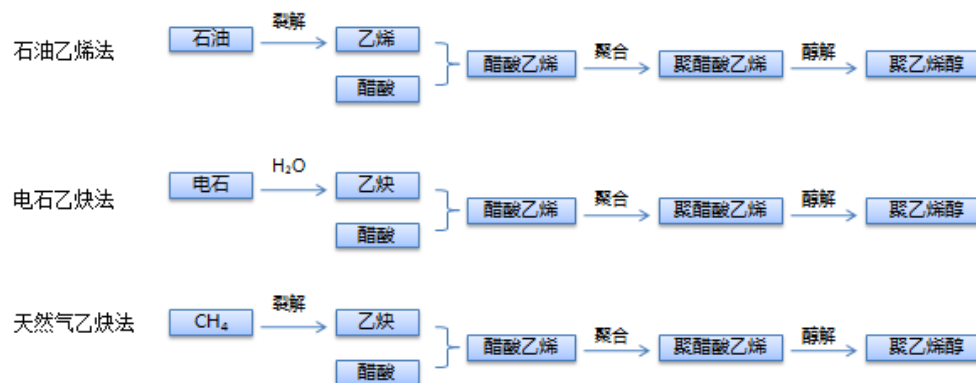 石油乙烯法
石油
裂解
乙烯
醋酸
醋酸乙烯
聚合
聚醋酸乙烯
醇解
聚乙烯醇
电石乙炔法
电石
H₂O
乙炔
醋酸
醋酸乙烯
聚合
聚醋酸乙烯
醇解
聚乙烯醇
天然气乙炔法
CH₄
裂解
乙炔
醋酸
醋酸乙烯
聚合
聚醋酸乙烯
醇解
聚乙烯醇